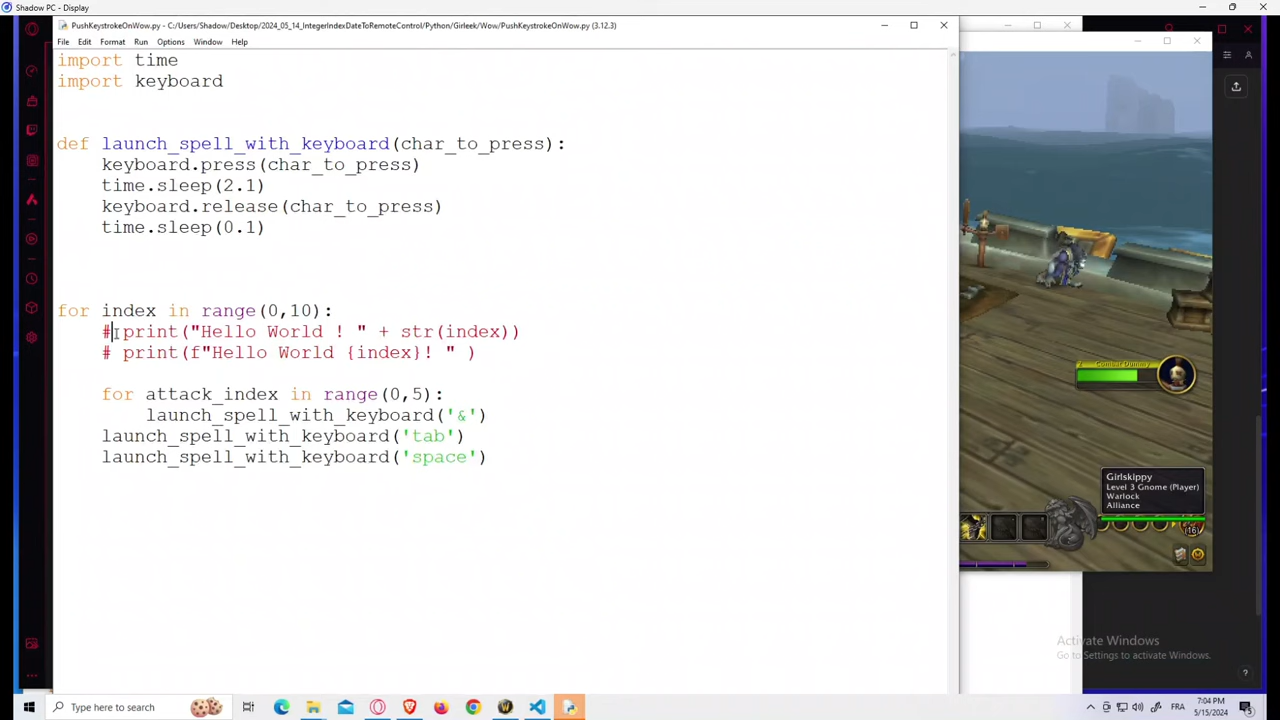 Shadow PC - Display
PushKeystrokeOnWow.py - C:/Users/Shadow/Desktop/2024_05_14_IntegerIndexDateToRemoteControl/Python/Girleek/Wow/PushKeystrokeOnWow.py (3.12.3)
File Edit Format Run Options Window Help
import time
import keyboard
def launch_spell_with_keyboard(char_to_press):
    keyboard.press(char_to_press)
    time.sleep(2.1)
    keyboard.release(char_to_press)
    time.sleep(0.1)
for index in range(0,10):
    # print("Hello World ! " + str(index))
    # print(f"Hello World {index}! " )
    for attack_index in range(0,5):
        launch_spell_with_keyboard('&')
    launch_spell_with_keyboard('tab')
    launch_spell_with_keyboard('space')
Combat Dummy
Girlskippy
Level 3 Gnome (Player)
Warlock
Alliance
(16)
Activate Windows
Go to Settings to activate Windows.
Type here to search
FRA
7:04 PM
5/15/2024
5